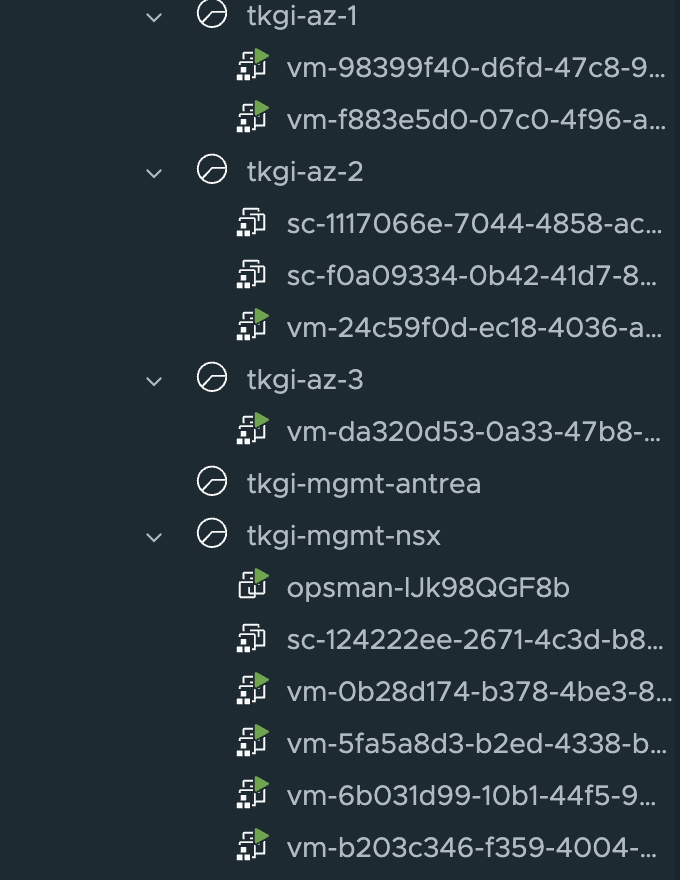 tkgi-az-1
vm-98399f40-d6fd-47c8-9...
vm-f883e5d0-07c0-4f96-a...
tkgi-az-2
sc-1117066e-7044-4858-ac...
sc-f0a09334-0b42-41d7-8...
vm-24c59f0d-ec18-4036-a...
tkgi-az-3
vm-da320d53-0a33-47b8-...
tkgi-mgmt-antrea
tkgi-mgmt-nsx
opsman-lJk98QGF8b
sc-124222ee-2671-4c3d-b8...
vm-0b28d174-b378-4be3-8...
vm-5fa5a8d3-b2ed-4338-b...
vm-6b031d99-10b1-44f5-9...
vm-b203c346-f359-4004-...